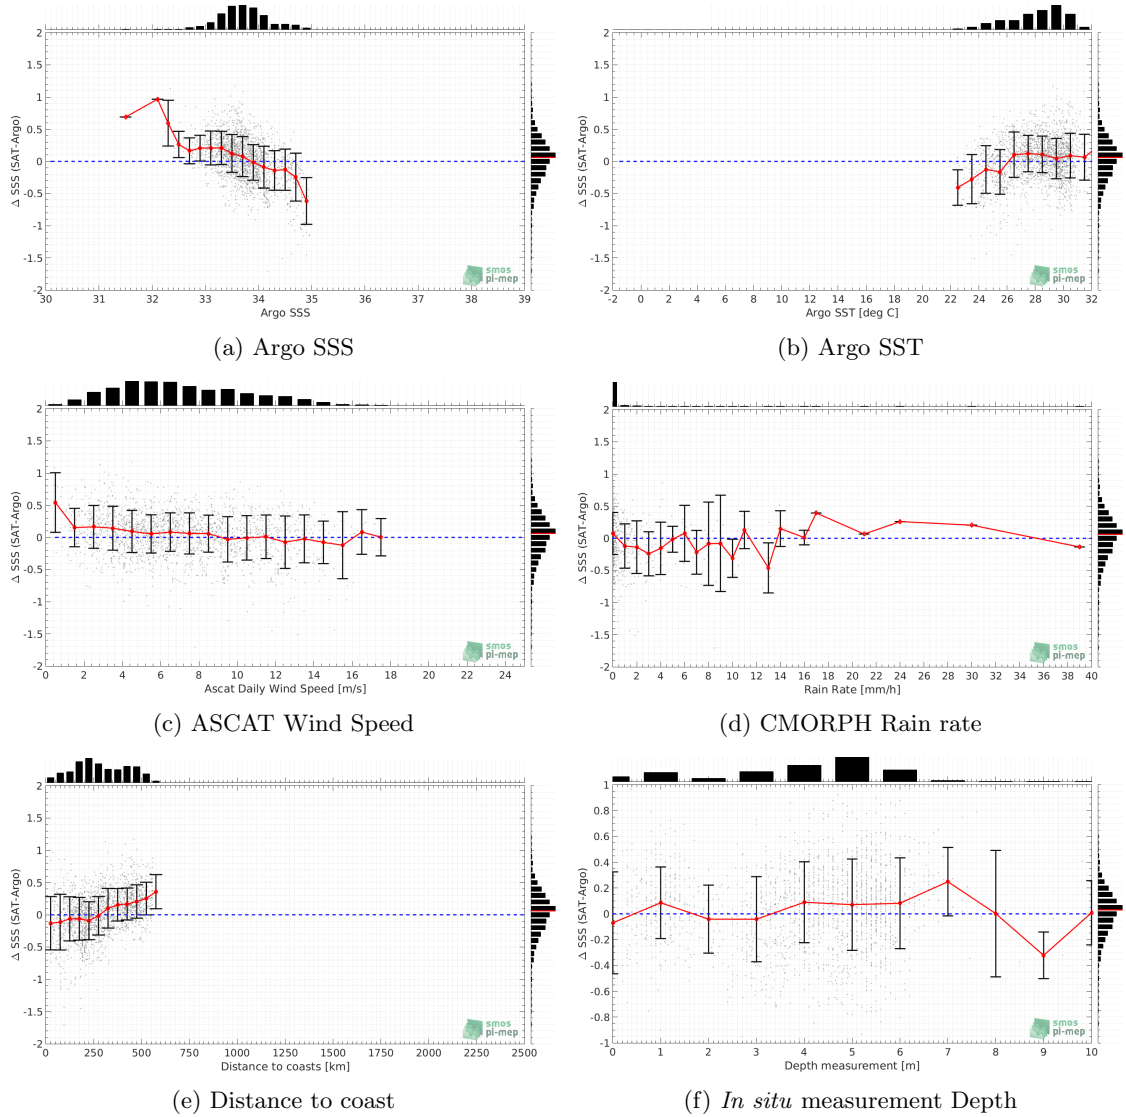 2
1.5
1
0.5
0
-0.5
-1
-1.5
-2
Δ SSS (SAT-Argo)
30 31 32 33 34 35 36 37 38 39
Argo SSS
smos
pi-mep
(a) Argo SSS
2
1.5
1
0.5
0
-0.5
-1
-1.5
-2
Δ SSS (SAT-Argo)
-2 0 2 4 6 8 10 12 14 16 18 20 22 24 26 28 30 32
Argo SST [deg C]
smos
pi-mep
(b) Argo SST
2
1.5
1
0.5
0
-0.5
-1
-1.5
-2
Δ SSS (SAT-Argo)
0 2 4 6 8 10 12 14 16 18 20 22 24
Ascat Daily Wind Speed [m/s]
smos
pi-mep
(c) ASCAT Wind Speed
2
1.5
1
0.5
0
-0.5
-1
-1.5
-2
Δ SSS (SAT-Argo)
0 2 4 6 8 10 12 14 16 18 20 22 24 26 28 30 32 34 36 38 40
Rain Rate [mm/h]
smos
pi-mep
(d) CMORPH Rain rate
2
1.5
1
0.5
0
-0.5
-1
-1.5
-2
Δ SSS (SAT-Argo)
0 250 500 750 1000 1250 1500 1750 2000 2250 2500
Distance to coasts [km]
smos
pi-mep
(e) Distance to coast
1
0.8
0.6
0.4
0.2
0
-0.2
-0.4
-0.6
-0.8
-1
Δ SSS (SAT-Argo)
0 1 2 3 4 5 6 7 8 9 10
Depth measurement [m]
smos
pi-mep
(f) In situ measurement Depth